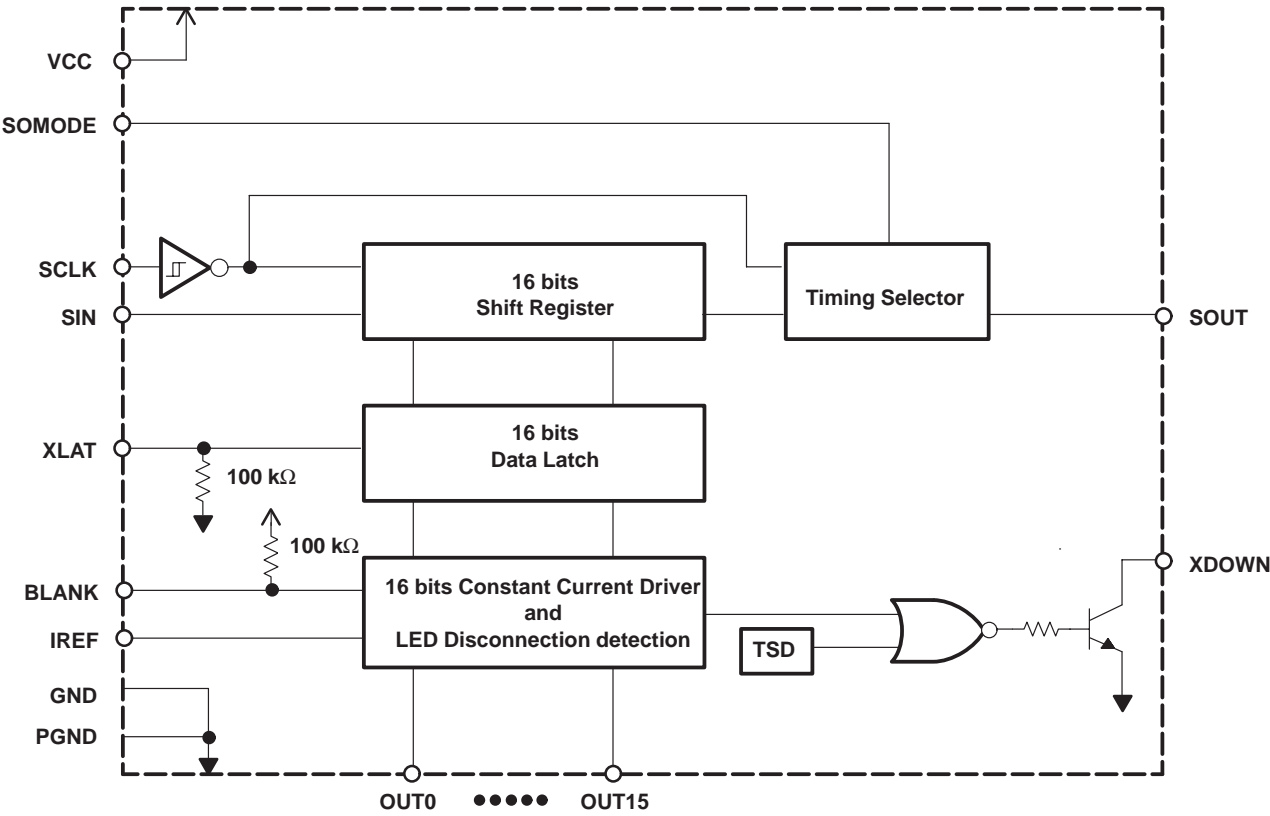 VCC
SOMODE
SCLK
16 bits
Shift Register
Timing Selector
SIN
SOUT
XLAT
16 bits
Data Latch
100 kΩ
100 kΩ
XDOWN
BLANK
16 bits Constant Current Driver
and
LED Disconnection detection
IREF
TSD
GND
PGND
OUT0
OUT15